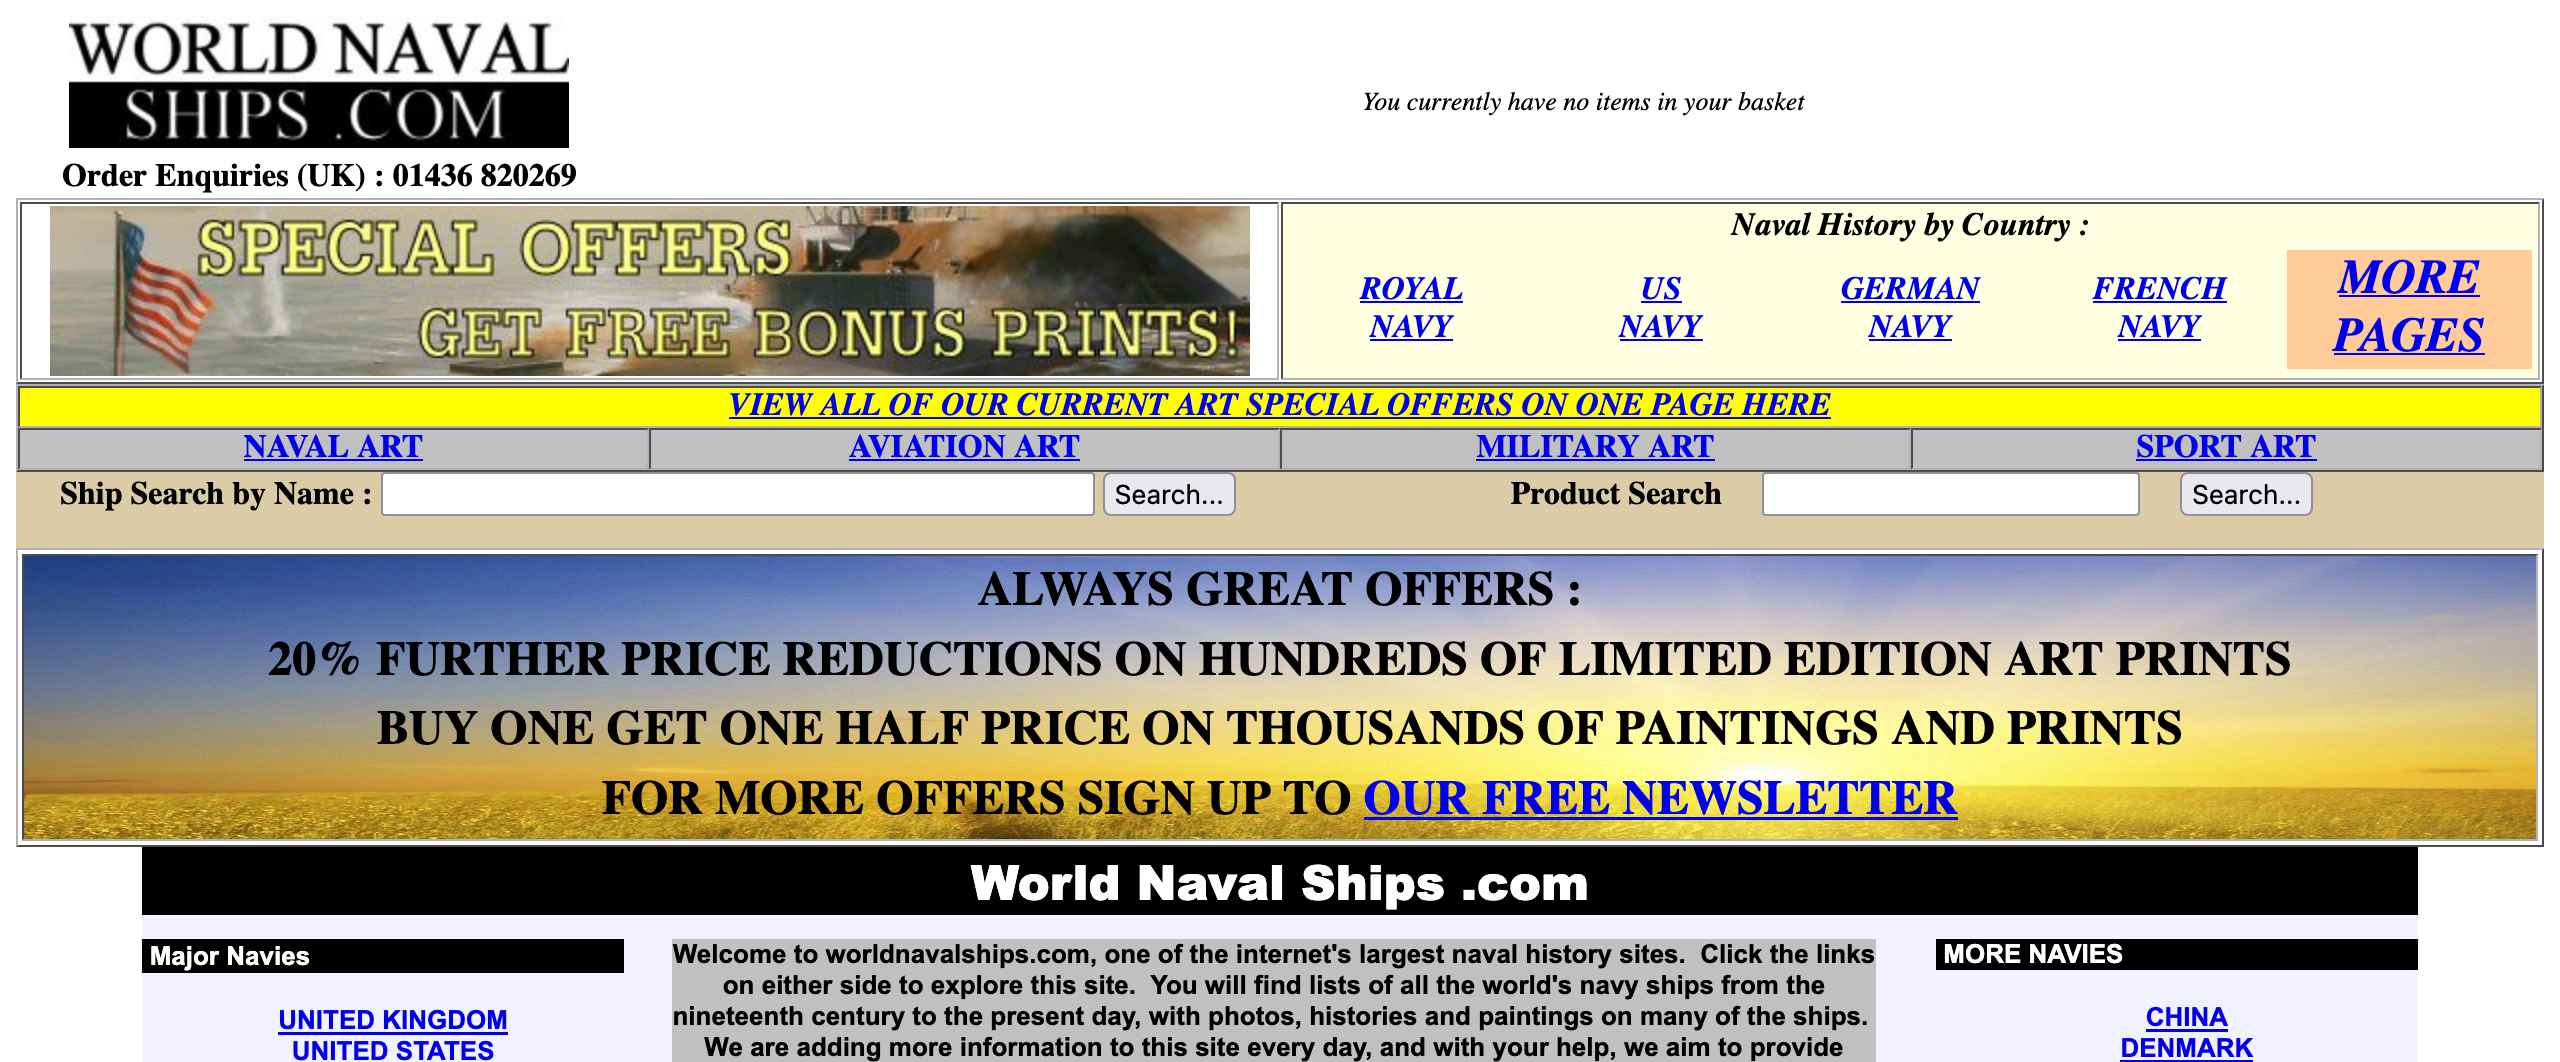 WORLD NAVAL
SHIPS .COM
Order Enquiries (UK) : 01436 820269
You currently have no items in your basket
SPECIAL OFFERS
GET FREE BONUS PRINTS!
Naval History by Country :
ROYAL NAVY
US NAVY
GERMAN NAVY
FRENCH NAVY
MORE PAGES
VIEW ALL OF OUR CURRENT ART SPECIAL OFFERS ON ONE PAGE HERE
NAVAL ART
AVIATION ART
MILITARY ART
SPORT ART
Ship Search by Name : Search...
Product Search Search...
ALWAYS GREAT OFFERS :
20% FURTHER PRICE REDUCTIONS ON HUNDREDS OF LIMITED EDITION ART PRINTS
BUY ONE GET ONE HALF PRICE ON THOUSANDS OF PAINTINGS AND PRINTS
FOR MORE OFFERS SIGN UP TO OUR FREE NEWSLETTER
World Naval Ships .com
Major Navies
UNITED KINGDOM
UNITED STATES
Welcome to worldnavalships.com, one of the internet's largest naval history sites.  Click the links
on either side to explore this site.  You will find lists of all the world's navy ships from the
nineteenth century to the present day, with photos, histories and paintings on many of the ships.
We are adding more information to this site every day, and with your help, we aim to provide
MORE NAVIES
CHINA
DENMARK